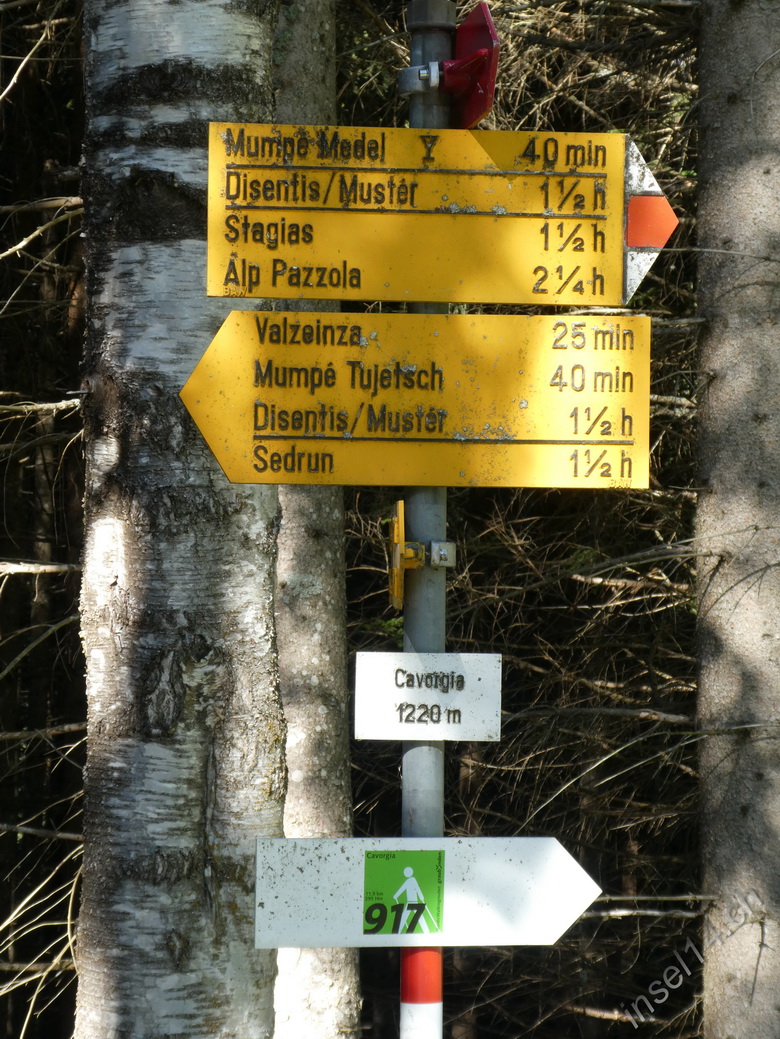 Mumpé Medel 40 min
Disentis/Mustér 1½ h
Stagias 1½ h
Alp Pazzola 2¼ h
Valzeinza 25 min
Mumpé Tujetsch 40 min
Disentis/Mustér 1½ h
Sedrun 1½ h
Cavorgia
1220 m
Cavorgia
917